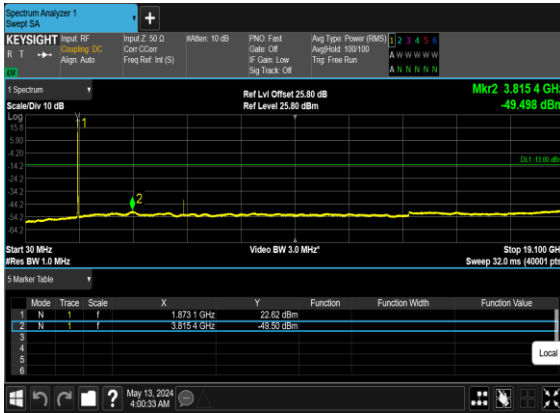 Spectrum Analyzer 1
Swept SA
+
KEYSIGHT Input: RF Input Z: 50 Ω #Atten: 10 dB PNO: Fast Avg Type: Power (RMS) 1 2 3 4 5 6
R T Coupling: DC Corr CCorr Gate: Off Avg|Hold: 100/100 A W W W W W
Align: Auto Freq Ref: Int (S) IF Gain: Low Trig: Free Run
Sig Track: Off A N N N N N
1 Spectrum Ref Lvl Offset 25.80 dB Mkr2 3.815 4 GHz
Scale/Div 10 dB Ref Level 25.80 dBm -49.498 dBm
Log
15.8
5.80
-4.20
-14.2
-24.2
-34.2
-44.2
-54.2
-64.2
1
2
DL1 -13.00 dBm
Start 30 MHz Video BW 3.0 MHz* Stop 19.100 GHz
#Res BW 1.0 MHz Sweep 32.0 ms (40001 pts)
5 Marker Table
Mode Trace Scale X Y Function Function Width Function Value
1 N 1 f 1.873 1 GHz 22.62 dBm
2 N 1 f 3.815 4 GHz -49.50 dBm
3
4
5
6
Local
? May 13, 2024
4:00:33 AM